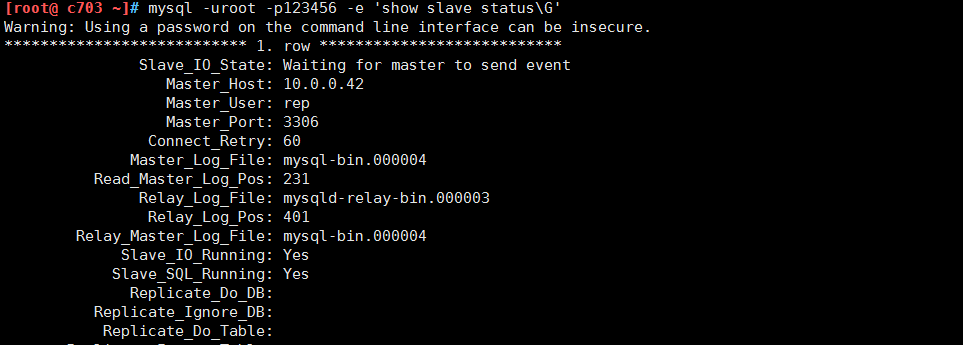 [root@ c703 ~]# mysql -uroot -p123456 -e 'show slave status\G'
Warning: Using a password on the command line interface can be insecure.
*************************** 1. row ***************************
Slave_IO_State: Waiting for master to send event
Master_Host: 10.0.0.42
Master_User: rep
Master_Port: 3306
Connect_Retry: 60
Master_Log_File: mysql-bin.000004
Read_Master_Log_Pos: 231
Relay_Log_File: mysqld-relay-bin.000003
Relay_Log_Pos: 401
Relay_Master_Log_File: mysql-bin.000004
Slave_IO_Running: Yes
Slave_SQL_Running: Yes
Replicate_Do_DB:
Replicate_Ignore_DB:
Replicate_Do_Table: